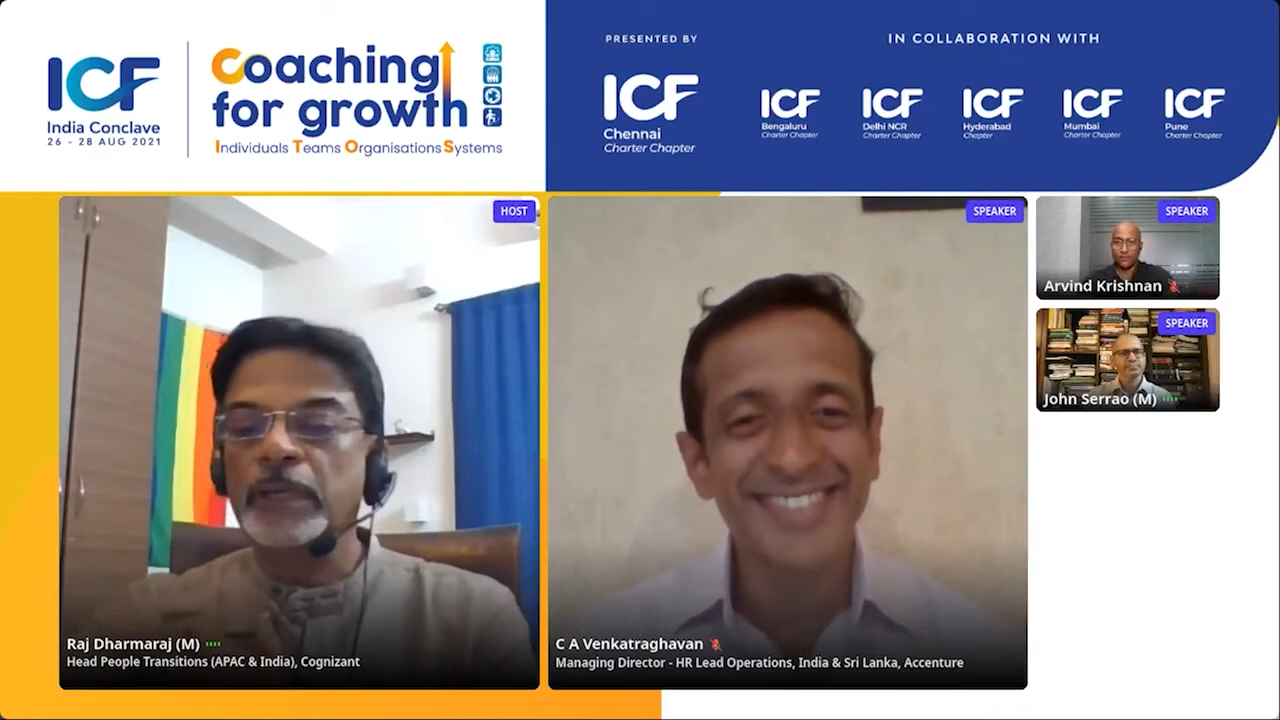 ICF
India Conclave
26 - 28 AUG 2021
Coaching
for growth
Individuals Teams Organisations Systems
PRESENTED BY
ICF
Chennai
Charter Chapter
IN COLLABORATION WITH
ICF
Bengaluru
Charter Chapter
ICF
Delhi NCR
Charter Chapter
ICF
Hyderabad
Charter Chapter
ICF
Mumbai
Charter Chapter
ICF
Pune
Charter Chapter
HOST
Raj Dharmaraj (M)
Head People Transitions (APAC & India), Cognizant
SPEAKER
C A Venkatraghavan
Managing Director - HR Lead Operations, India & Sri Lanka, Accenture
SPEAKER
Arvind Krishnan
SPEAKER
John Serrao (M)